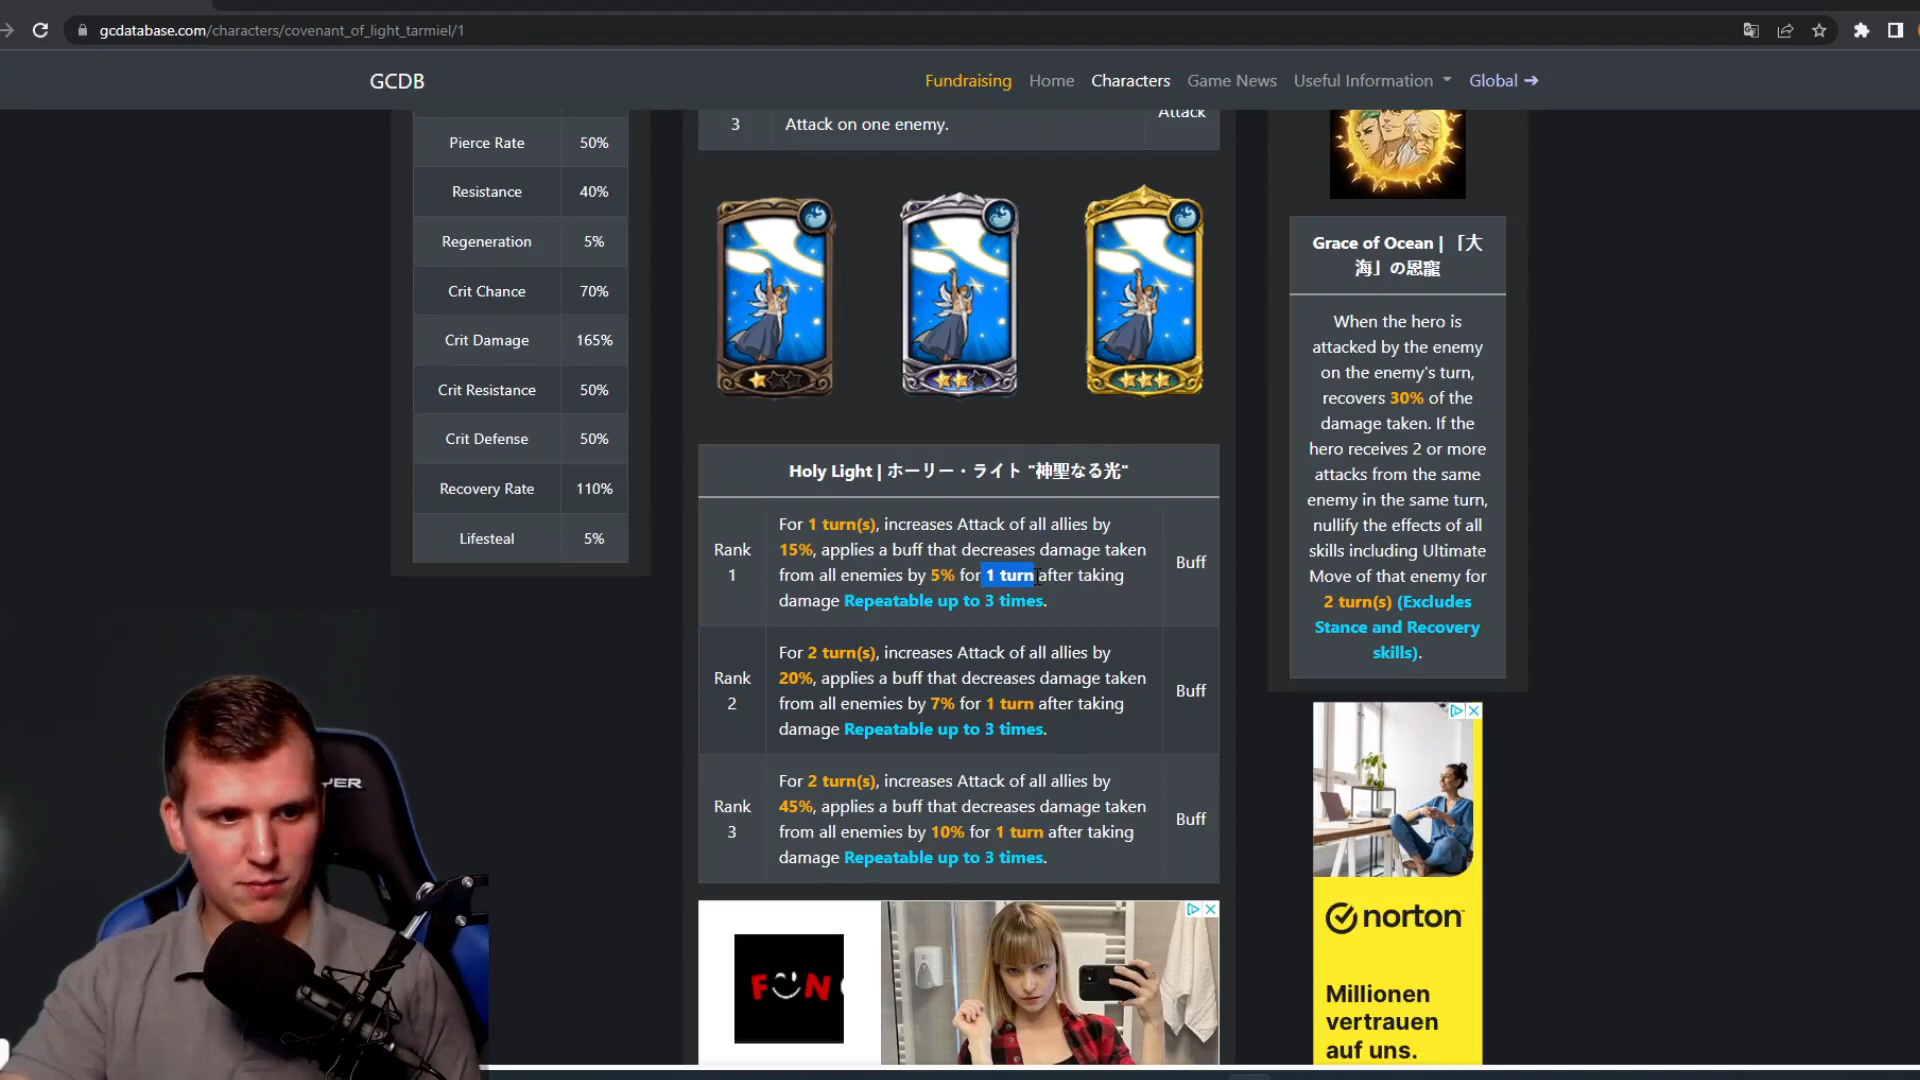 gcdatabase.com/characters/covenant_of_light_tarmiel/1
GCDB
Fundraising Home Characters Game News Useful Information Global
Pierce Rate 50%
Resistance 40%
Regeneration 5%
Crit Chance 70%
Crit Damage 165%
Crit Resistance 50%
Crit Defense 50%
Recovery Rate 110%
Lifesteal 5%
3 Attack on one enemy. Attack
Holy Light | ホーリー・ライト "神聖なる光"
Rank 1
For 1 turn(s), increases Attack of all allies by
15%, applies a buff that decreases damage taken
from all enemies by 5% for 1 turn after taking
damage Repeatable up to 3 times.
Buff
Rank 2
For 2 turn(s), increases Attack of all allies by
20%, applies a buff that decreases damage taken
from all enemies by 7% for 1 turn after taking
damage Repeatable up to 3 times.
Buff
Rank 3
For 2 turn(s), increases Attack of all allies by
45%, applies a buff that decreases damage taken
from all enemies by 10% for 1 turn after taking
damage Repeatable up to 3 times.
Buff
Grace of Ocean | 「大
海」の恩寵
When the hero is
attacked by the enemy
on the enemy's turn,
recovers 30% of the
damage taken. If the
hero receives 2 or more
attacks from the same
enemy in the same turn,
nullify the effects of all
skills including Ultimate
Move of that enemy for
2 turn(s) (Excludes
Stance and Recovery
skills).
norton
Millionen
vertrauen
auf uns.
YER